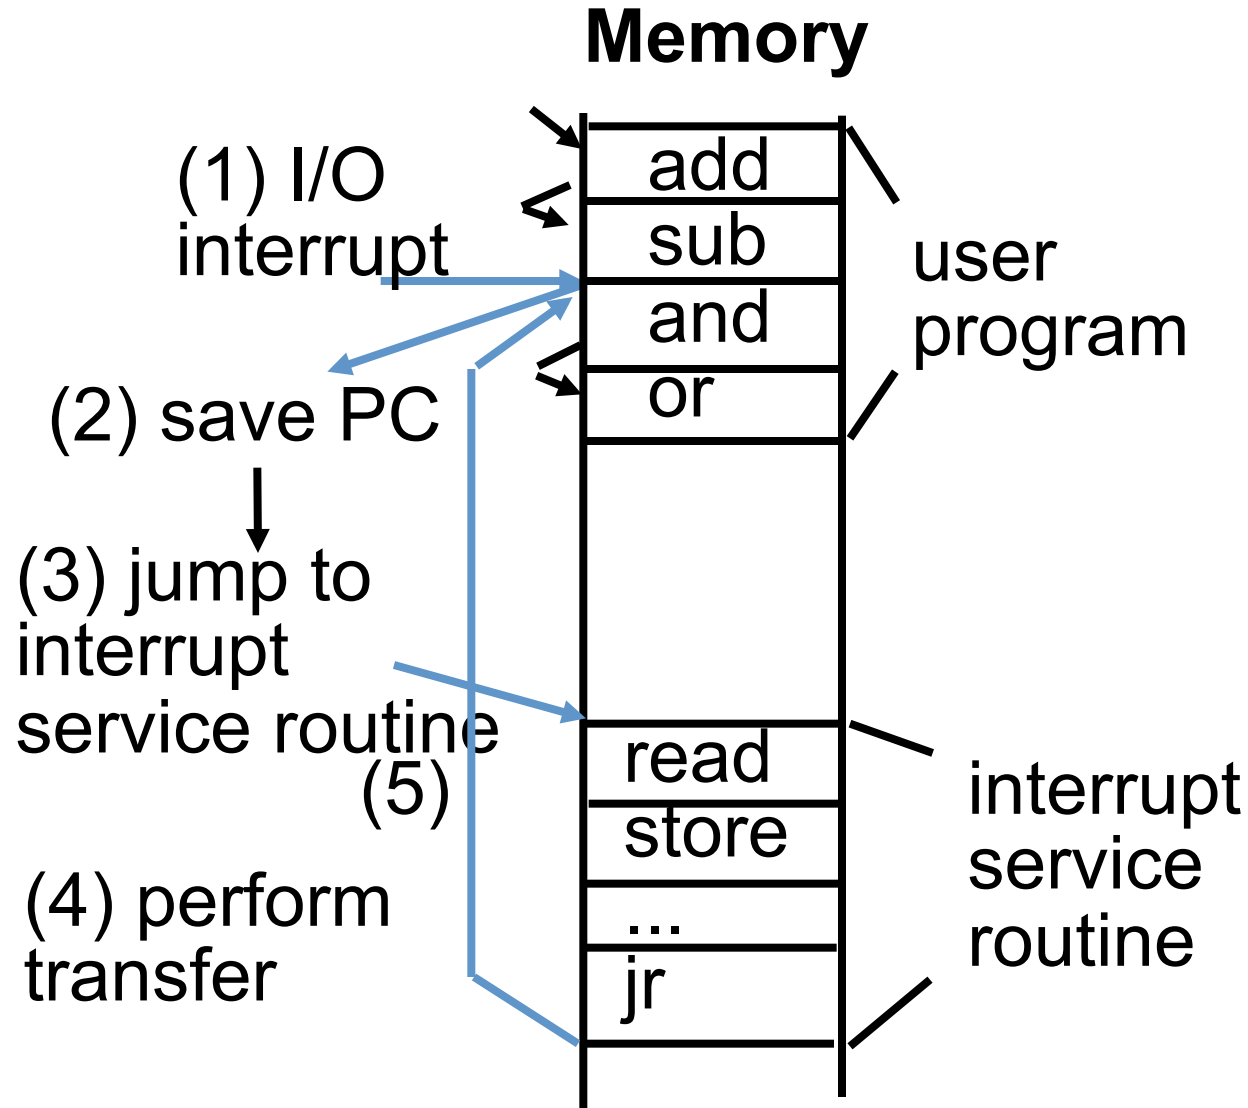 Memory
(1) I/O
interrupt
add
sub
and
or
user
program
(2) save PC
(3) jump to
interrupt
service routine
(5)
(4) perform
transfer
read
store
...
jr
interrupt
service
routine